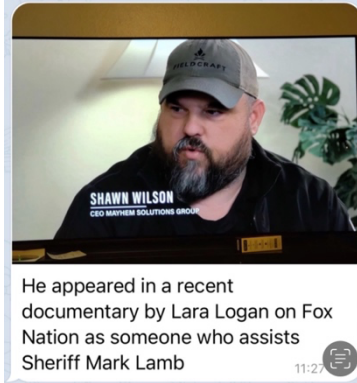 FIELDCRAFT
SHAWN WILSON
CEO MAYHEM SOLUTIONS GROUP
He appeared in a recent
documentary by Lara Logan on Fox
Nation as someone who assists
Sheriff Mark Lamb
11:27